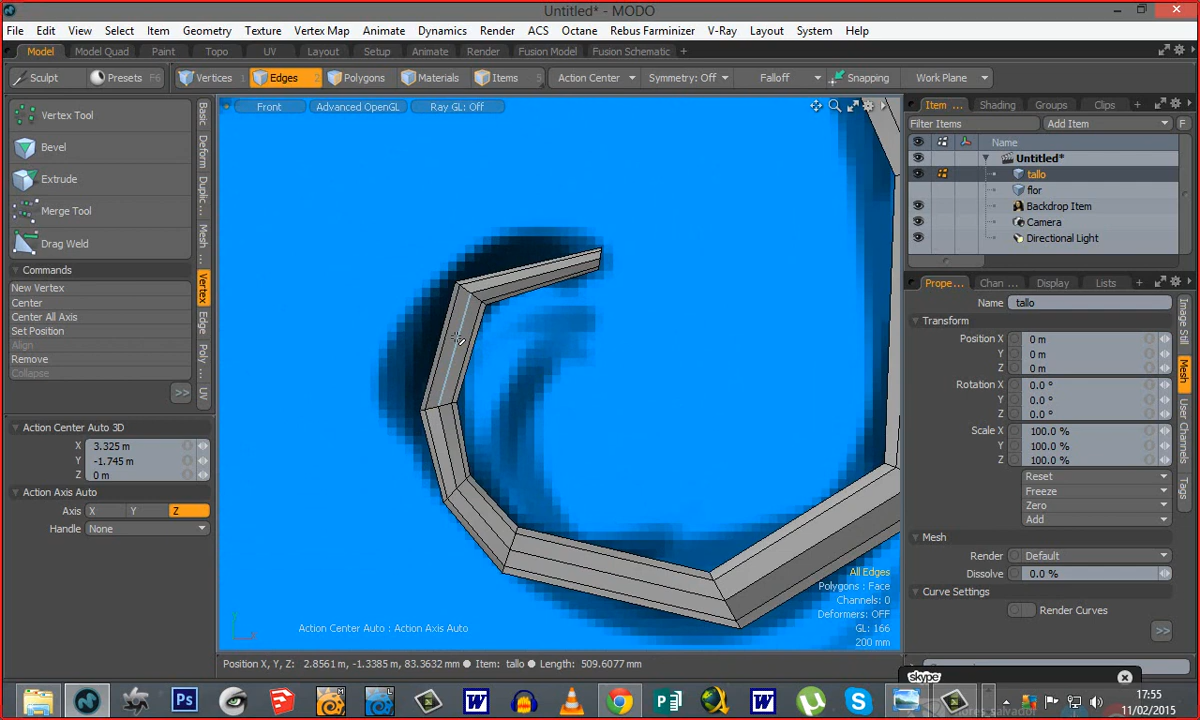 Untitled* - MODO
File Edit View Select Item Geometry Texture Vertex Map Animate Dynamics Render ACS Octane Rebus Farminizer V-Ray Layout System Help
Model Model Quad Paint Topo UV Layout Setup Animate Render Fusion Model Fusion Schematic +
Sculpt Presets F6 Vertices 1 Edges 2 Polygons 3 Materials 4 Items 5 Action Center Symmetry: Off Falloff Snapping Work Plane
Front Advanced OpenGL Ray GL: Off
Vertex Tool
Bevel
Extrude
Merge Tool
Drag Weld
Commands
New Vertex
Center
Center All Axis
Set Position
Align
Remove
Collapse
>>
Basic
Deform
Duplic...
Mesh ...
Vertex
Edge
Poly ...
UV
Action Center Auto 3D
X 3.325 m
Y -1.745 m
Z 0 m
Action Axis Auto
Axis X Y Z
Handle None
All Edges
Polygons : Face
Channels: 0
Deformers: OFF
GL: 166
200 mm
Action Center Auto : Action Axis Auto
Position X, Y, Z: 2.8561 m, -1.3385 m, 83.3632 mm Item: tallo Length: 509.6077 mm
Item ... Shading Groups Clips +
Filter Items Add Item F
Name
Untitled*
tallo
flor
Backdrop Item
Camera
Directional Light
Prope... Chan ... Display Lists +
Name tallo
Transform
Position X 0 m
Y 0 m
Z 0 m
Rotation X 0.0 °
Y 0.0 °
Z 0.0 °
Scale X 100.0 %
Y 100.0 %
Z 100.0 %
Reset
Freeze
Zero
Add
Mesh
Render Default
Dissolve 0.0 %
Curve Settings
Render Curves
>>
Image Still
Mesh
User Channels
Tags
skype
17:55
11/02/2015